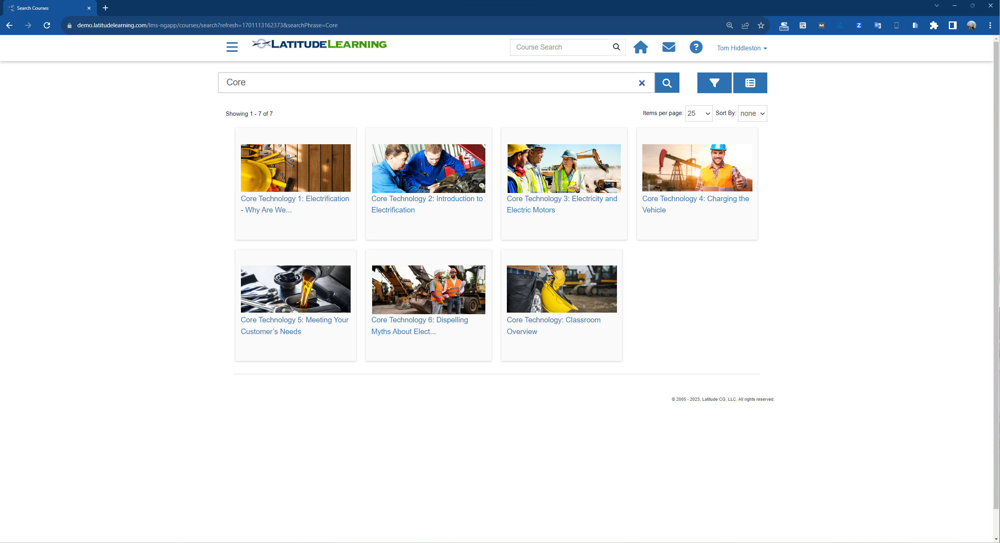 Search Courses
demo.latitudelearning.com/lms-ngapp/courses/search?refresh=1701113162373&searchPhrase=Core
New
M
Z
LATITUDELEARNING
Course Search
?
Tom Hiddleston
Core
Showing 1 - 7 of 7
Items per page: 25 Sort By: none
Core Technology 1: Electrification
- Why Are We...
Core Technology 2: Introduction to
Electrification
Core Technology 3: Electricity and
Electric Motors
Core Technology 4: Charging the
Vehicle
Core Technology 5: Meeting Your
Customer’s Needs
Core Technology 6: Dispelling
Myths About Elect...
Core Technology: Classroom
Overview
© 2005 - 2023, Latitude CG, LLC. All rights reserved.